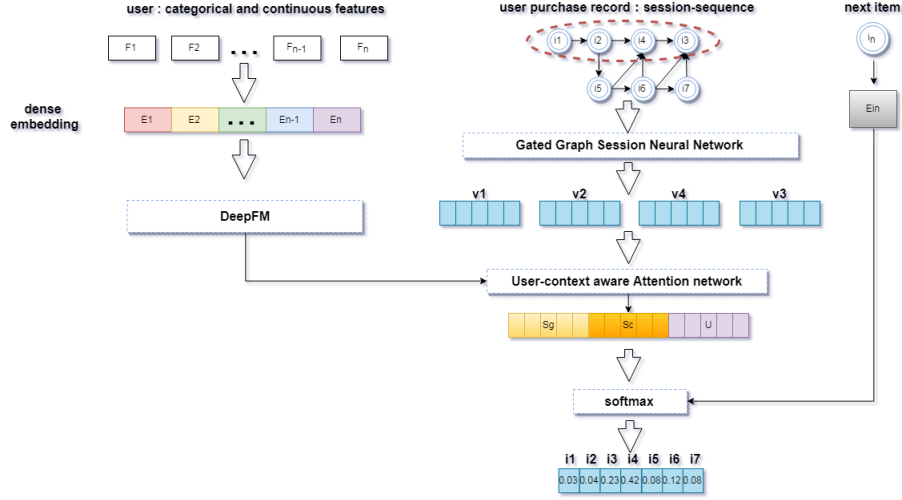 user : categorical and continuous features
user purchase record : session-sequence
next item
F1 F2 ... Fn-1 Fn
i1 i2 i4 i3
in
i5 i6 i7
dense
embedding
E1 E2 ... En-1 En
Ein
Gated Graph Session Neural Network
v1 v2 v4 v3
DeepFM
User-context aware Attention network
Sg Sc U
softmax
i1 i2 i3 i4 i5 i6 i7
0.03 0.04 0.23 0.42 0.08 0.12 0.08